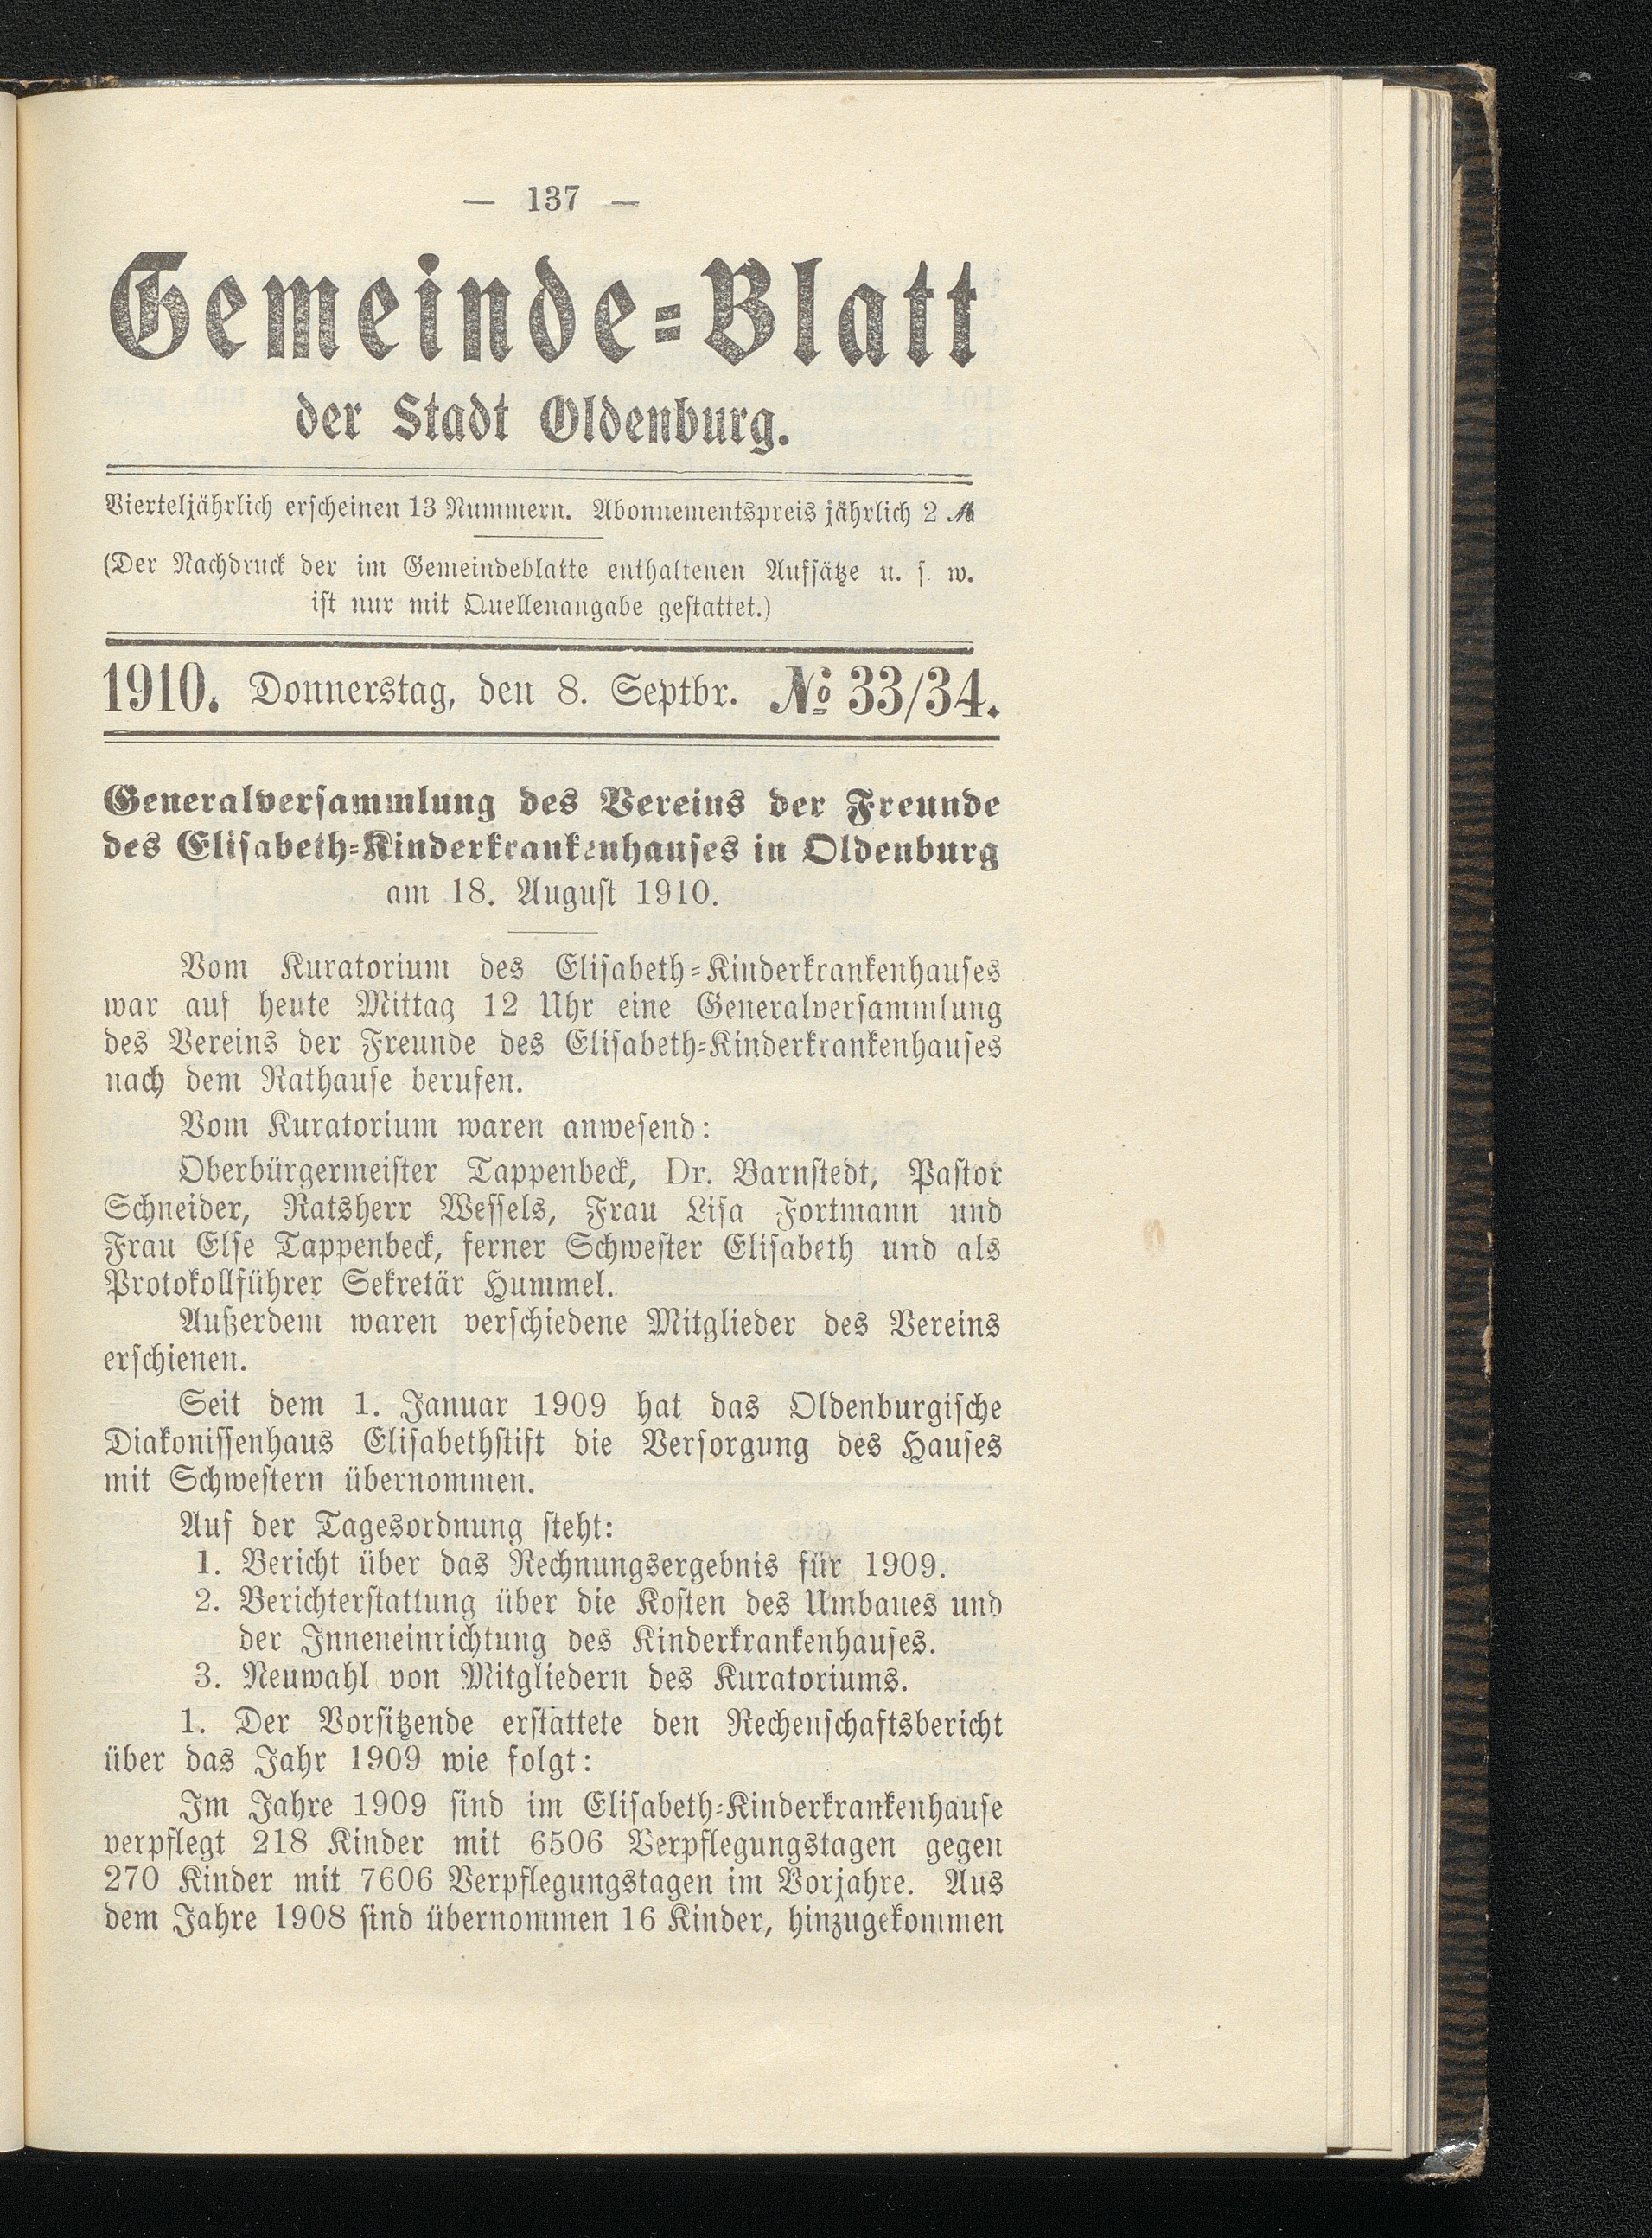 — 137 —
Gemeinde=Blatt
der Stadt Oldenburg.
Vierteljährlich erscheinen 13 Nummern. Abonnementspreis jährlich 2 ℳ
(Der Nachdruck der im Gemeindeblatte enthaltenen Aufsätze u. s. w.
ist nur mit Quellenangabe gestattet.)
1910. Donnerstag, den 8. Septbr. № 33/34.
Generalversammlung des Vereins der Freunde
des Elisabeth=Kinderkrankenhauses in Oldenburg
am 18. August 1910.
Vom Kuratorium des Elisabeth=Kinderkrankenhauses
war auf heute Mittag 12 Uhr eine Generalversammlung
des Vereins der Freunde des Elisabeth=Kinderkrankenhauses
nach dem Rathause berufen.
Vom Kuratorium waren anwesend:
Oberbürgermeister Tappenbeck, Dr. Barnstedt, Pastor
Schneider, Ratsherr Wessels, Frau Lisa Fortmann und
Frau Else Tappenbeck, ferner Schwester Elisabeth und als
Protokollführer Sekretär Hummel.
Außerdem waren verschiedene Mitglieder des Vereins
erschienen.
Seit dem 1. Januar 1909 hat das Oldenburgische
Diakonissenhaus Elisabethstift die Versorgung des Hauses
mit Schwestern übernommen.
Auf der Tagesordnung steht:
1. Bericht über das Rechnungsergebnis für 1909.
2. Berichterstattung über die Kosten des Umbaues und
der Inneneinrichtung des Kinderkrankenhauses.
3. Neuwahl von Mitgliedern des Kuratoriums.
1. Der Vorsitzende erstattete den Rechenschaftsbericht
über das Jahr 1909 wie folgt:
Im Jahre 1909 sind im Elisabeth=Kinderkrankenhause
verpflegt 218 Kinder mit 6506 Verpflegungstagen gegen
270 Kinder mit 7606 Verpflegungstagen im Vorjahre. Aus
dem Jahre 1908 sind übernommen 16 Kinder, hinzugekommen